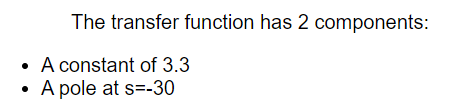 The transfer function has 2 components:
• A constant of 3.3
• A pole at s=-30